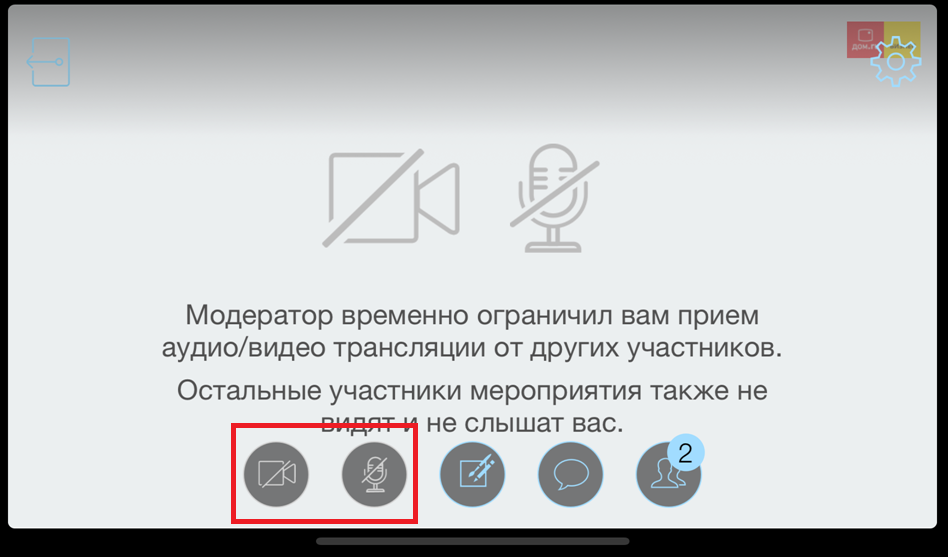 Модератор временно ограничил вам прием
аудио/видео трансляции от других участников.
Остальные участники мероприятия также не
видят и не слышат вас.
2